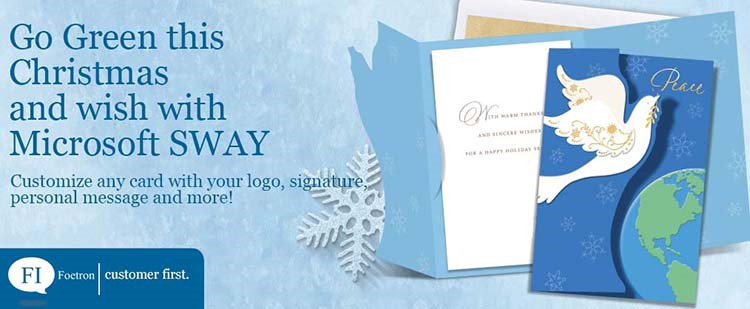 Go Green this
Christmas
and wish with
Microsoft SWAY
Customize any card with your logo, signature,
personal message and more!
FI
Foetron
customer first.
WITH WARM THANKS
AND SINCERE WISHES
FOR A HAPPY HOLIDAY
Peace